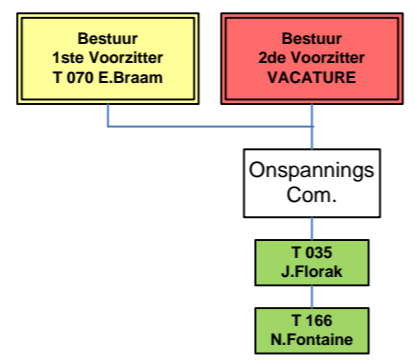 Bestuur
1ste Voorzitter
T 070 E.Braam
Bestuur
2de Voorzitter
VACATURE
Onspannings
Com.
T 035
J.Florak
T 166
N.Fontaine